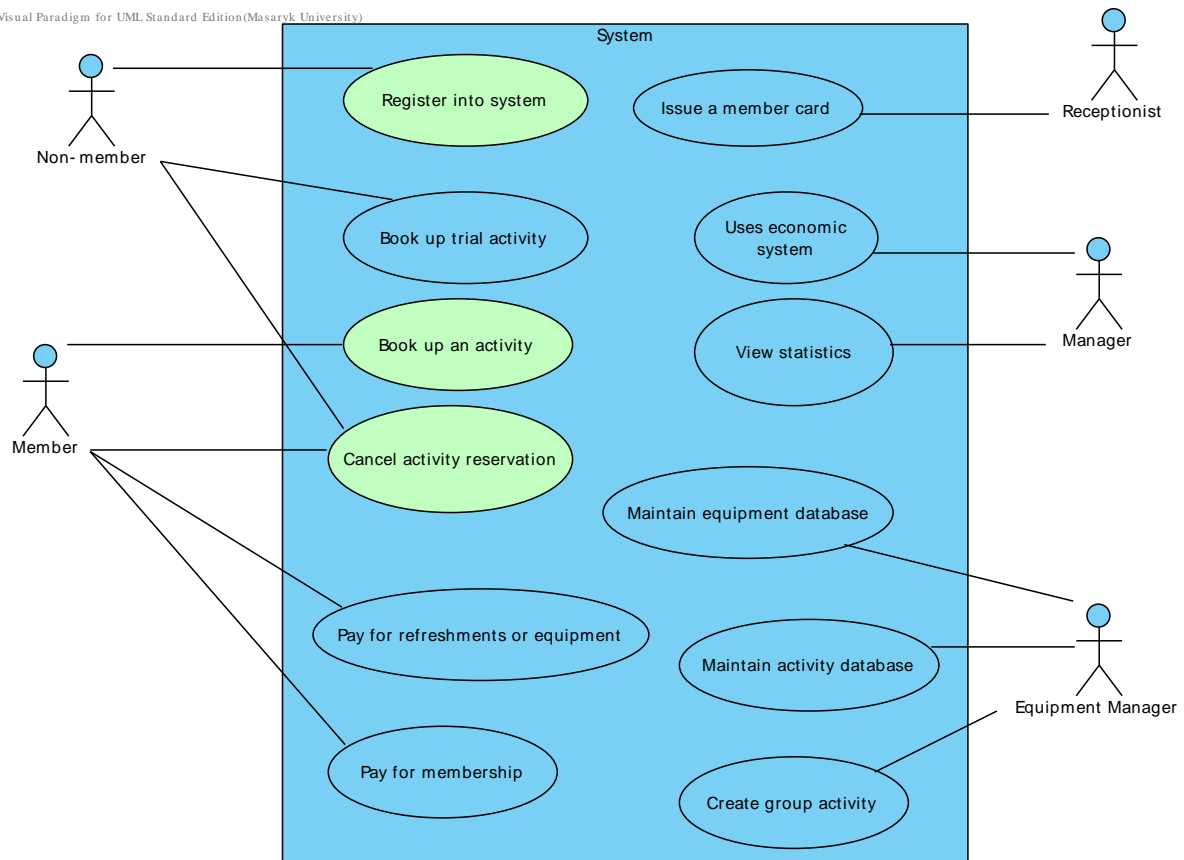 Visual Paradigm for UML Standard Edition(Masaryk University)
System
Register into system
Issue a member card
Receptionist
Non-member
Book up trial activity
Uses economic
system
Book up an activity
View statistics
Manager
Member
Cancel activity reservation
Maintain equipment database
Pay for refreshments or equipment
Maintain activity database
Equipment Manager
Pay for membership
Create group activity